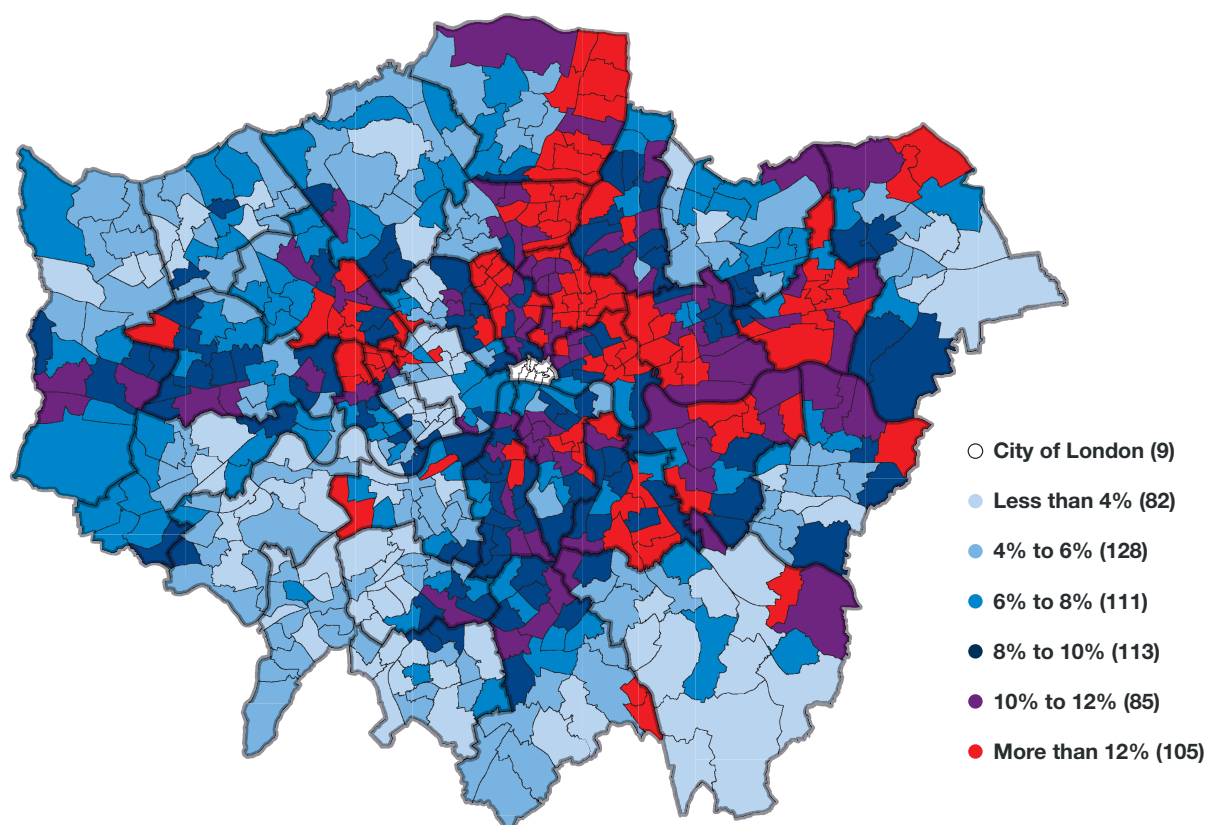 City of London (9)
Less than 4% (82)
4% to 6% (128)
6% to 8% (111)
8% to 10% (113)
10% to 12% (85)
More than 12% (105)